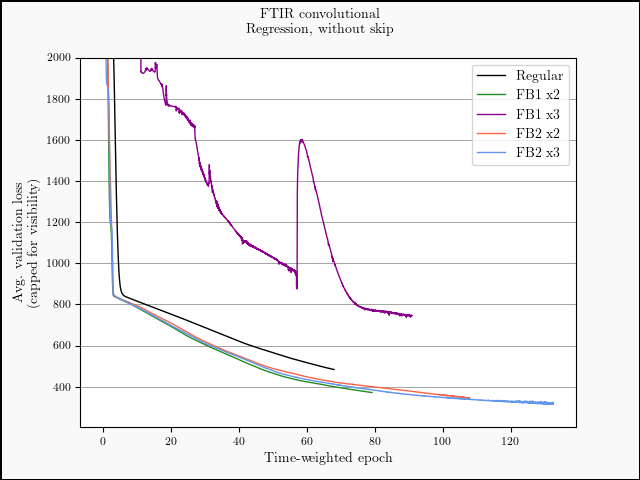 FTIR convolutional
Regression, without skip
2000
1800
1600
1400
1200
1000
800
600
400
Avg. validation loss
(capped for visibility)
Regular
FB1 x2
FB1 x3
FB2 x2
FB2 x3
0 20 40 60 80 100 120
Time-weighted epoch